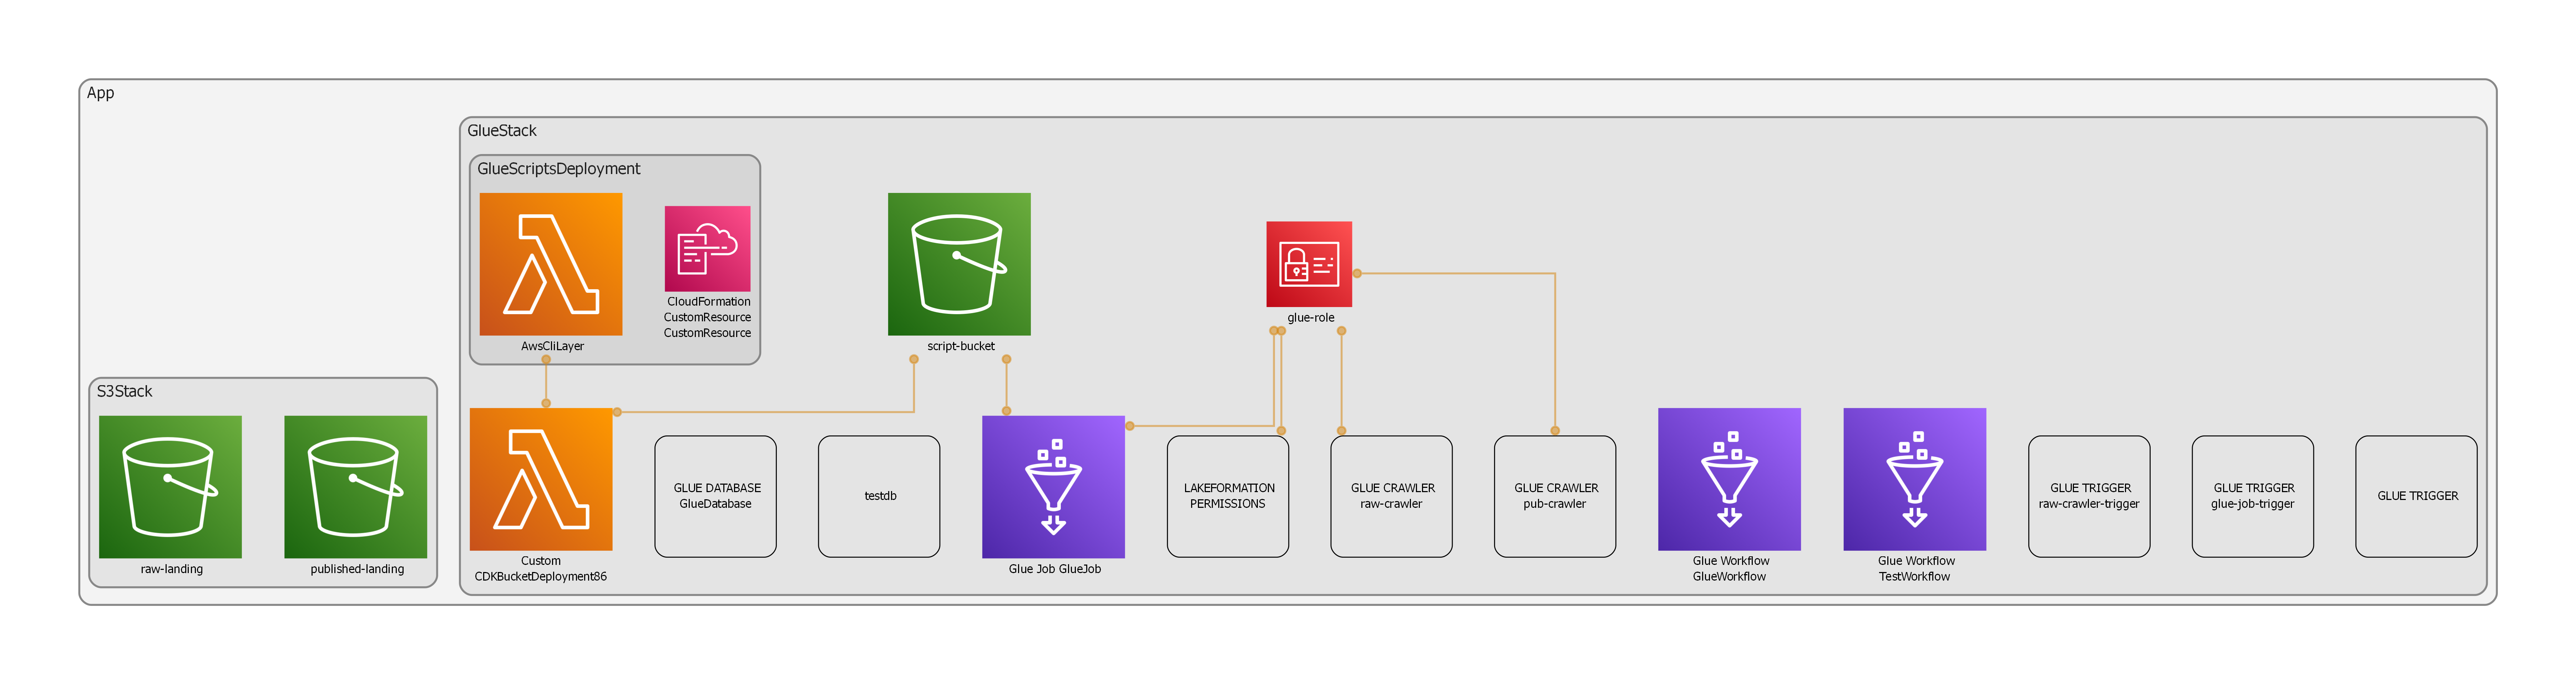 App
GlueStack
GlueScriptsDeployment
AwsCliLayer
CloudFormation
CustomResource
CustomResource
script-bucket
glue-role
S3Stack
raw-landing
published-landing
Custom
CDKBucketDeployment86
GLUE DATABASE
GlueDatabase
testdb
Glue Job GlueJob
LAKEFORMATION
PERMISSIONS
GLUE CRAWLER
raw-crawler
GLUE CRAWLER
pub-crawler
Glue Workflow
GlueWorkflow
Glue Workflow
TestWorkflow
GLUE TRIGGER
raw-crawler-trigger
GLUE TRIGGER
glue-job-trigger
GLUE TRIGGER